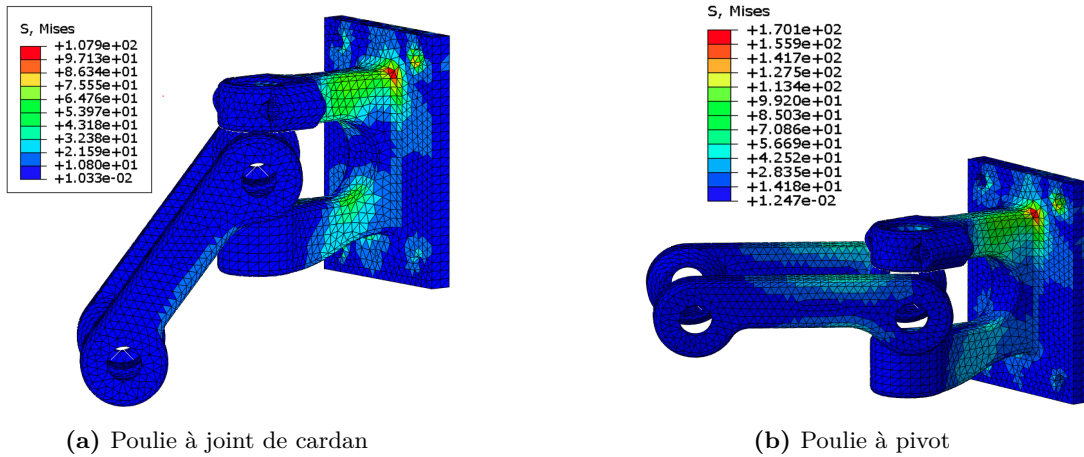 S, Mises
+1.079e+02
+9.713e+01
+8.634e+01
+7.555e+01
+6.476e+01
+5.397e+01
+4.318e+01
+3.238e+01
+2.159e+01
+1.080e+01
+1.033e-02
S, Mises
+1.701e+02
+1.559e+02
+1.417e+02
+1.275e+02
+1.134e+02
+9.920e+01
+8.503e+01
+7.086e+01
+5.669e+01
+4.252e+01
+2.835e+01
+1.418e+01
+1.247e-02
(a) Poulie à joint de cardan
(b) Poulie à pivot